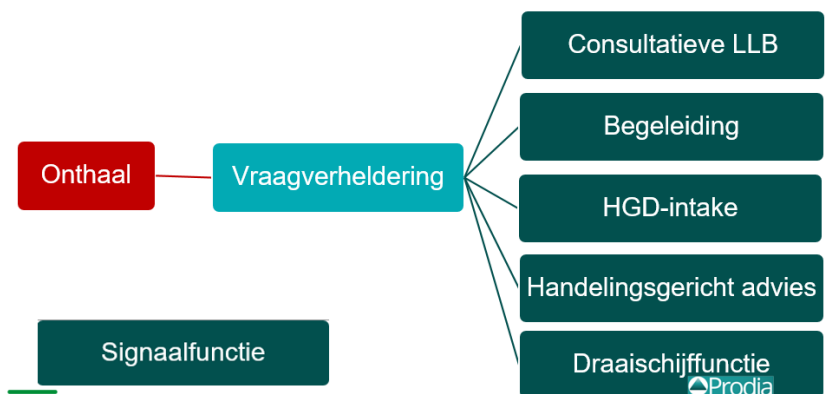 Onthaal
Vraagverheldering
Consultatieve LLB
Begeleiding
HGD-intake
Handelingsgericht advies
Draaischijffunctie
Signaalfunctie
Prodia